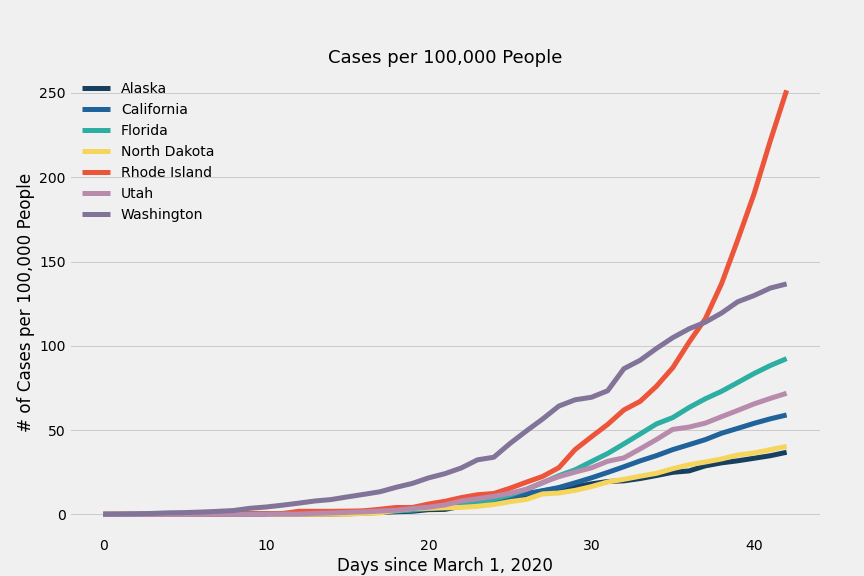 Cases per 100,000 People
Alaska
California
Florida
North Dakota
Rhode Island
Utah
Washington
# of Cases per 100,000 People
250
200
150
100
50
0
0 10 20 30 40
Days since March 1, 2020